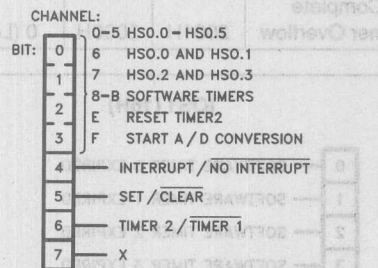 CHANNEL:
0-5 HSO.0 - HSO.5
BIT: 0 6 HSO.0 AND HSO.1
1 7 HSO.2 AND HSO.3
2 8-B SOFTWARE TIMERS
E RESET TIMER2
3 F START A / D CONVERSION
4 INTERRUPT / NO INTERRUPT
5 SET / CLEAR
6 TIMER 2 / TIMER 1
7 X